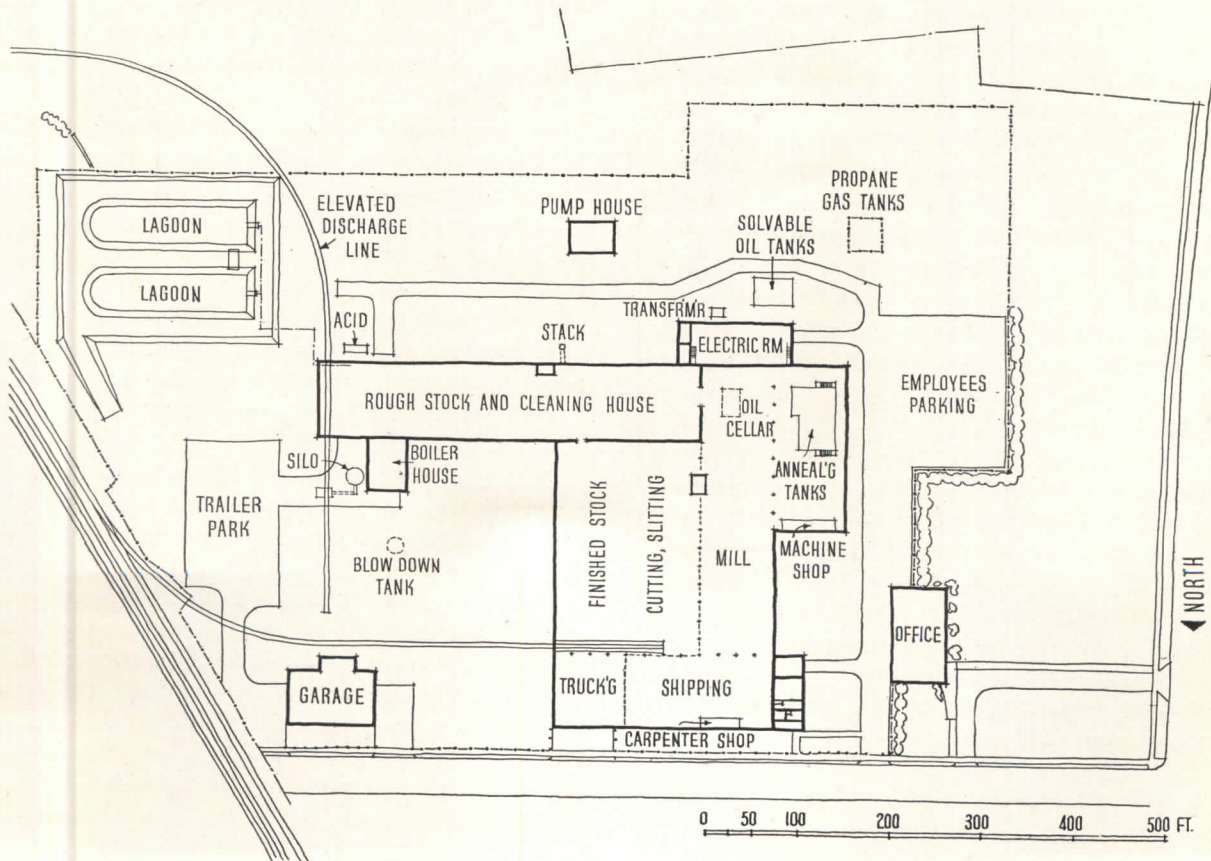 PROPANE
GAS TANKS
LAGOON
ELEVATED
DISCHARGE
LINE
PUMP HOUSE
SOLVABLE
OIL TANKS
LAGOON
ACID
STACK
TRANSFRM'R
ELECTRIC RM
ROUGH STOCK AND CLEANING HOUSE
OIL
CELLAR
EMPLOYEES
PARKING
SILO
BOILER
HOUSE
ANNEAL'G
TANKS
TRAILER
PARK
BLOW DOWN
TANK
FINISHED STOCK
CUTTING, SLITTING
MILL
MACHINE
SHOP
NORTH
OFFICE
GARAGE
TRUCK'G
SHIPPING
CARPENTER SHOP
0 50 100 200 300 400 500 FT.